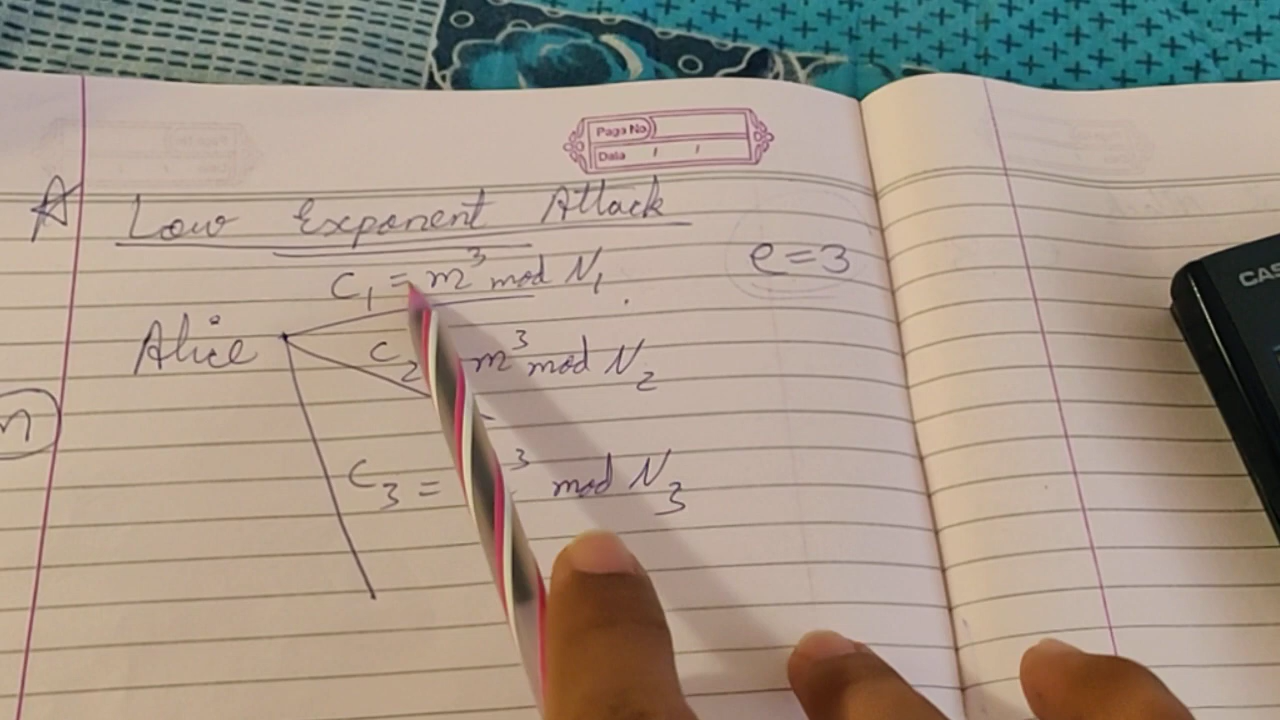 Page No
Date / /
A Low Exponent Attack
C1 = m³ mod N1 e=3
Alice
C2 m³ mod N2
n
C3 = ³ mod N3
CAS